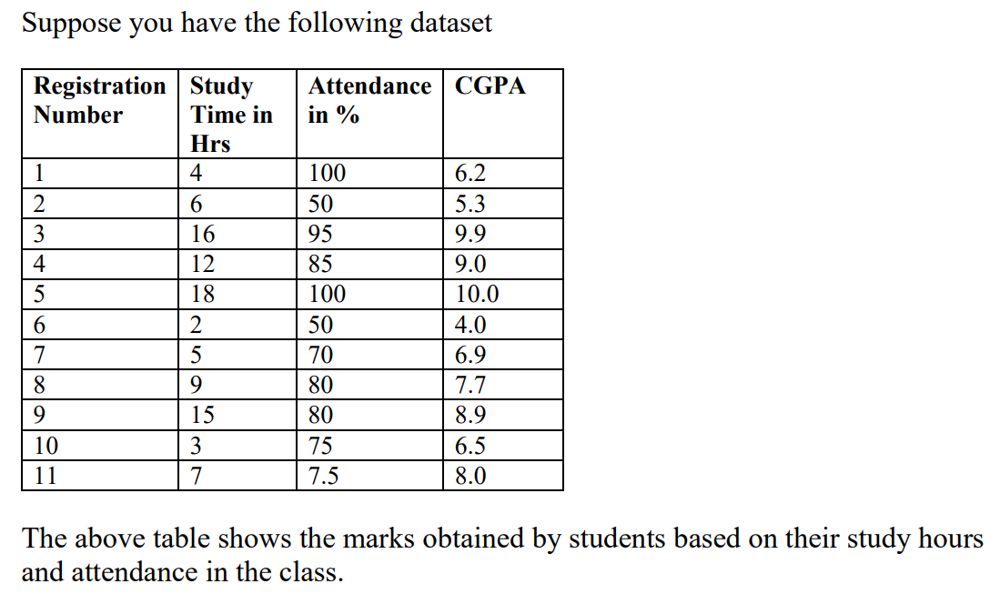 Suppose you have the following dataset
Registration Number Study Time in Hrs Attendance in % CGPA
1 4 100 6.2
2 6 50 5.3
3 16 95 9.9
4 12 85 9.0
5 18 100 10.0
6 2 50 4.0
7 5 70 6.9
8 9 80 7.7
9 15 80 8.9
10 3 75 6.5
11 7 7.5 8.0
The above table shows the marks obtained by students based on their study hours
and attendance in the class.